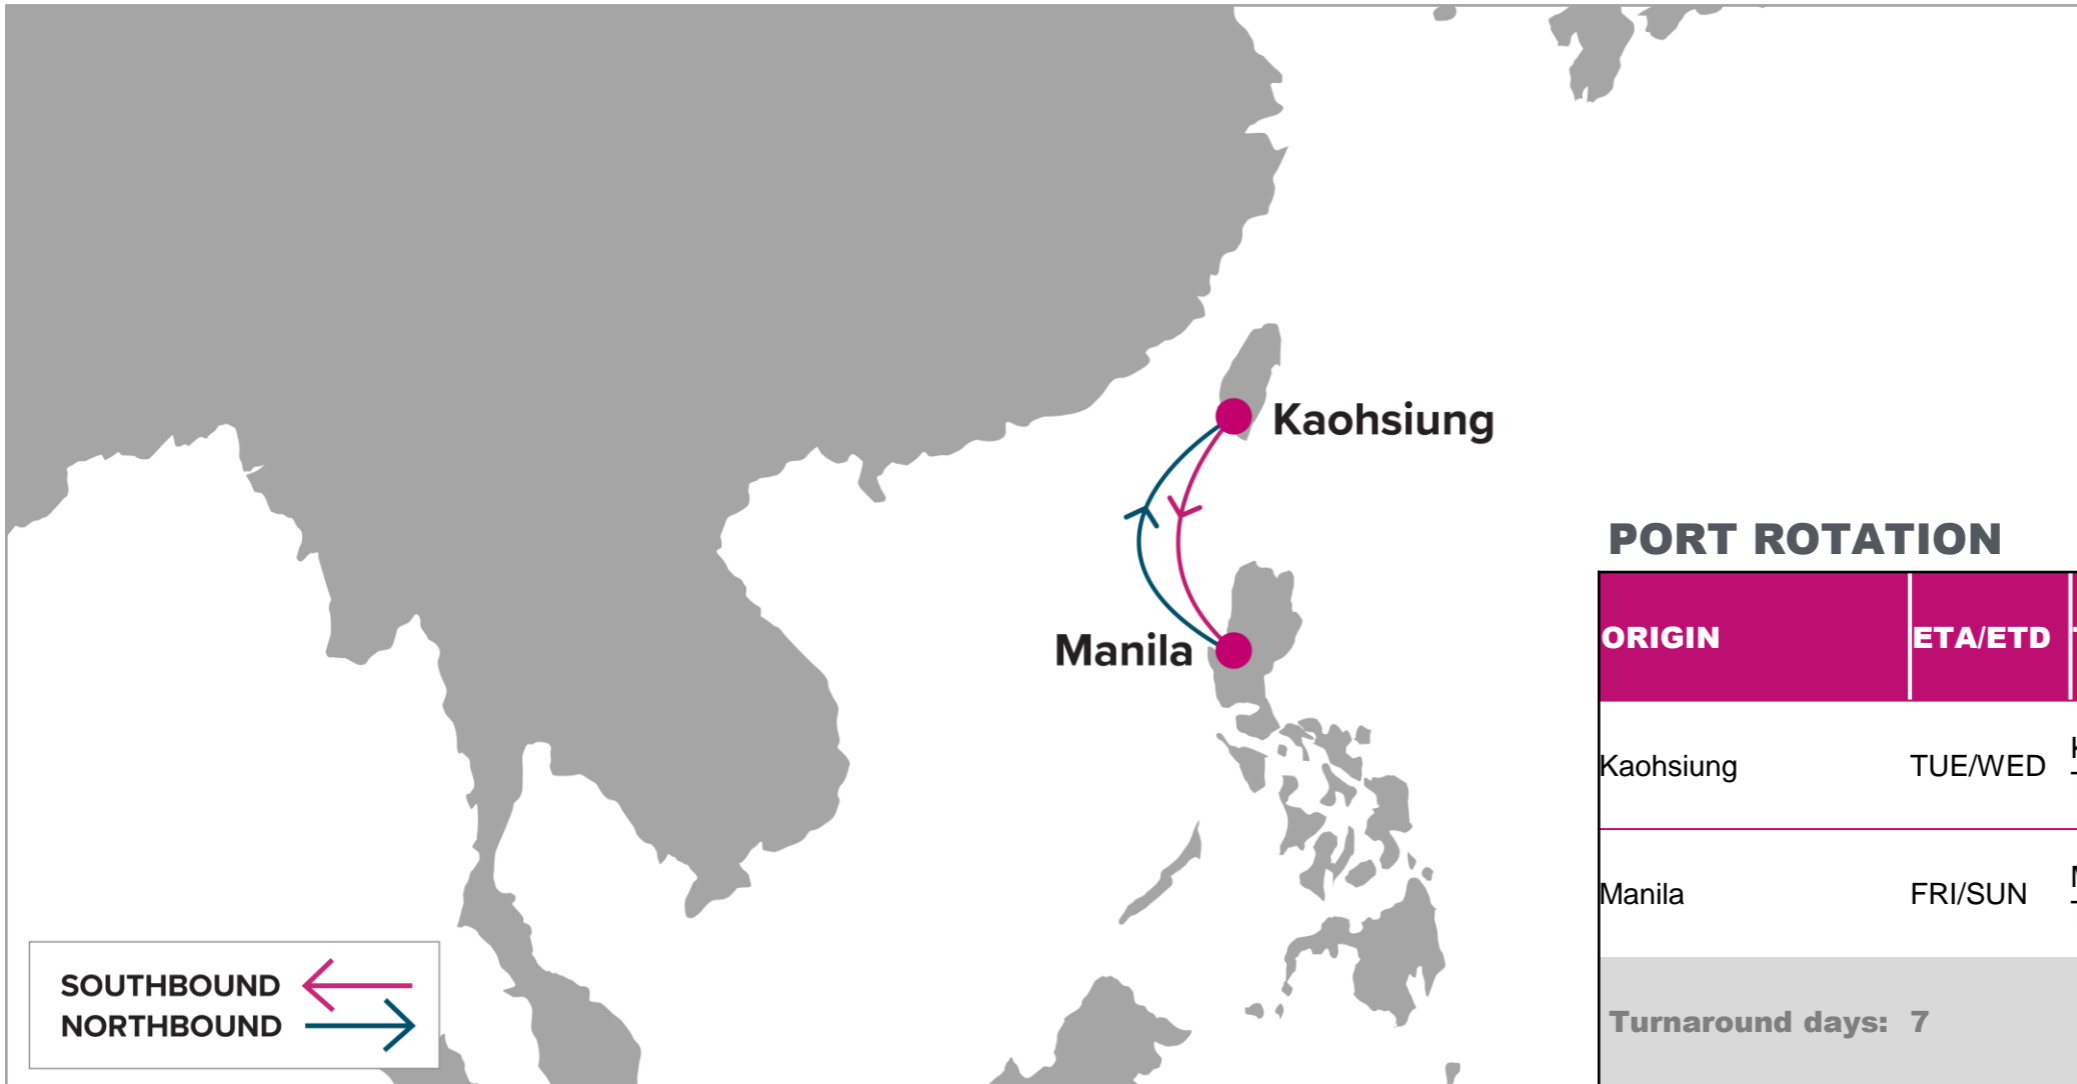 Kaohsiung
Manila
SOUTHBOUND
NORTHBOUND
PORT ROTATION
ORIGIN ETA/ETD
Kaohsiung TUE/WED
Manila FRI/SUN
Turnaround days: 7